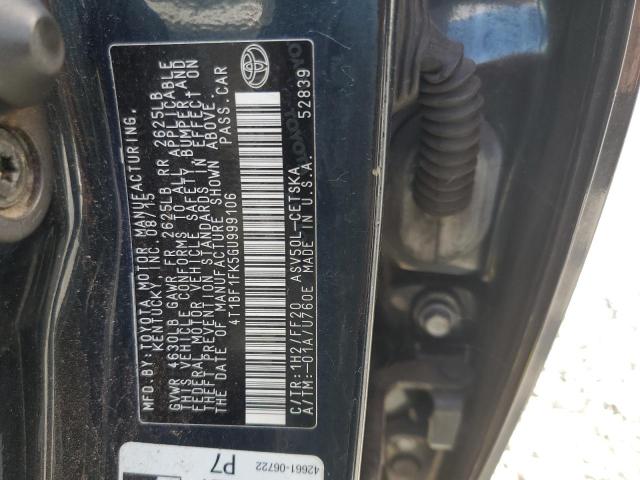 MFD.BY:TOYOTA MOTOR MANUFACTURING,
KENTUCKY, INC. 08/15
GVWR 4630LB GAWR FR 2625LB RR 2625LB
THIS VEHICLE CONFORMS TO ALL APPLICABLE
FEDERAL MOTOR VEHICLE SAFETY, BUMPER, AND
THEFT PREVENTION STANDARDS IN EFFECT ON
THE DATE OF MANUFACTURE SHOWN ABOVE.
4T1BF1FK5GU999106 PASS.CAR
C/TR:1H2/FF20 ASV50L-CETSKA
A/TM:-01A/U760E MADE IN U.S.A. 52839
P7
42661-06722